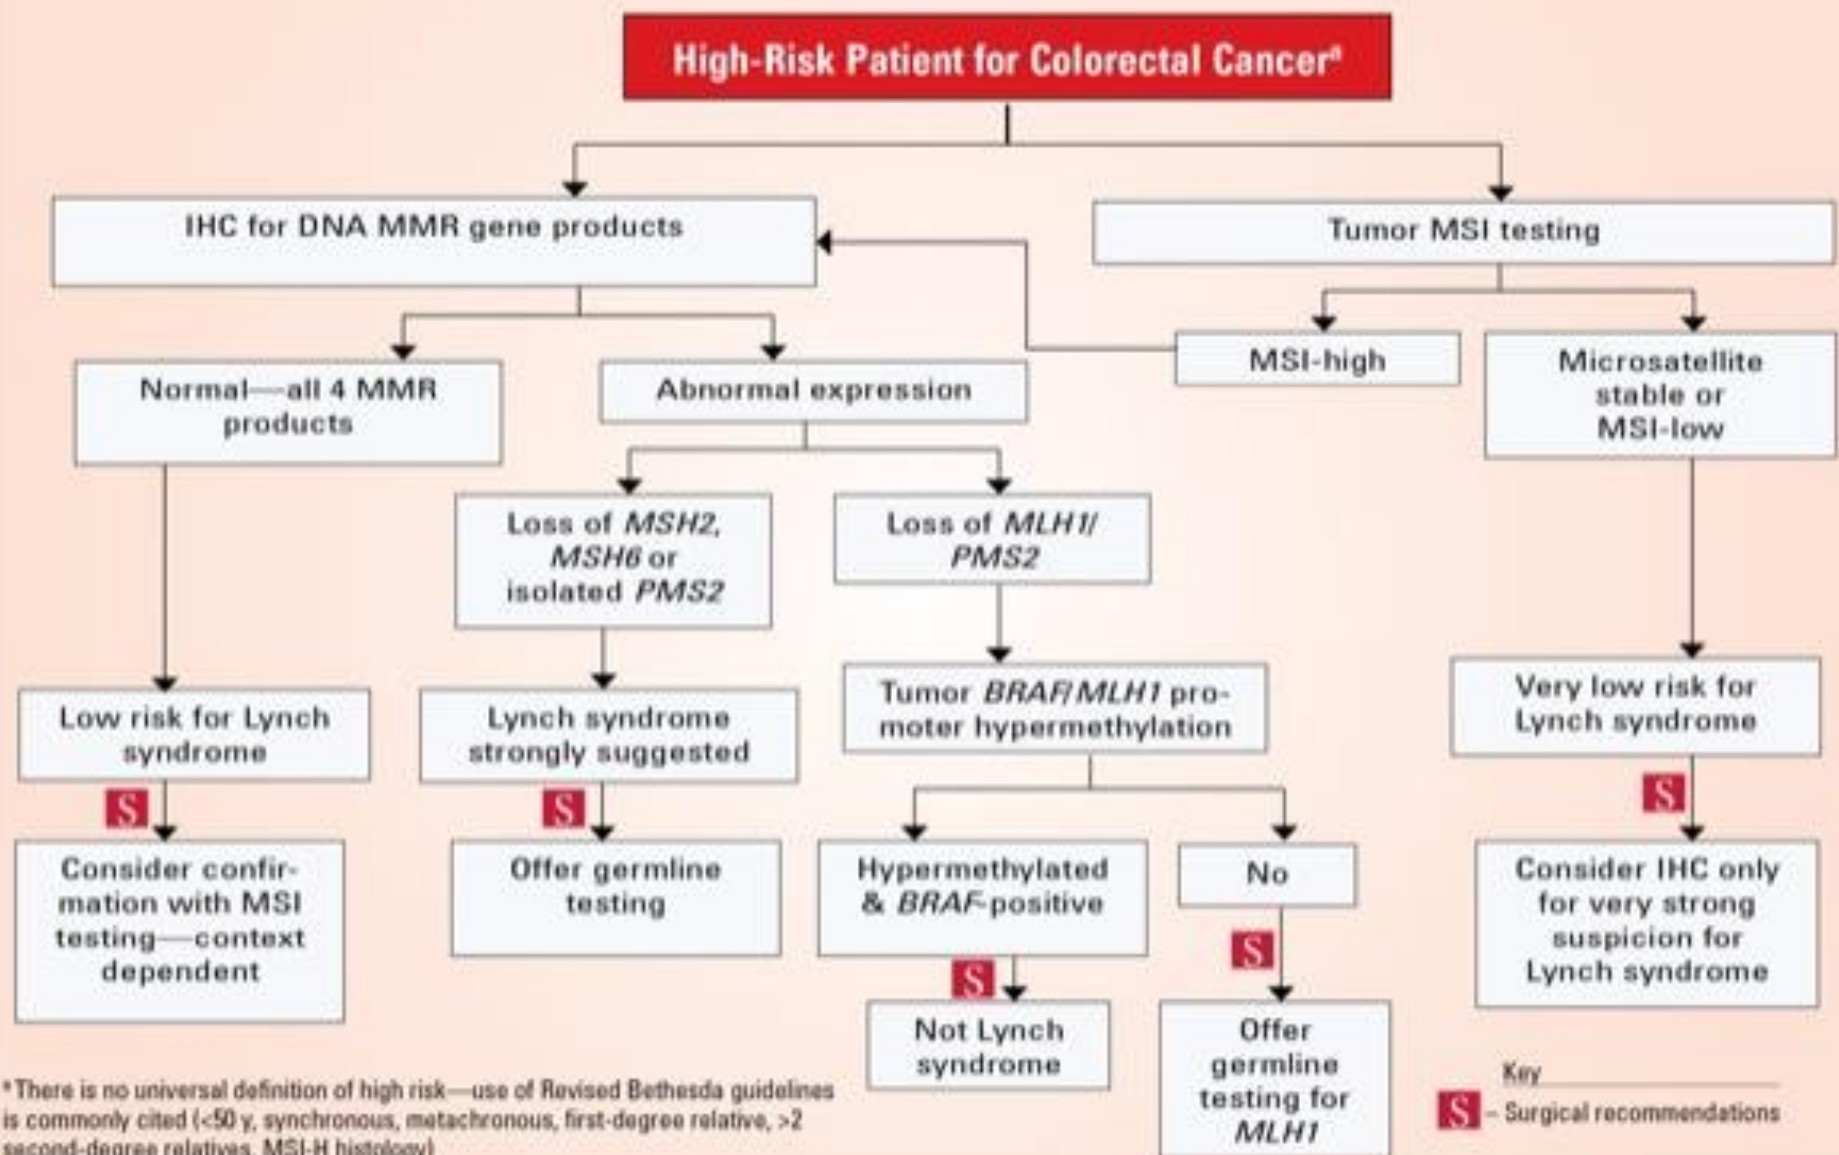 High-Risk Patient for Colorectal Cancerª
IHC for DNA MMR gene products
Tumor MSI testing
Normal—all 4 MMR
products
Abnormal expression
MSI-high
Microsatellite
stable or
MSI-low
Loss of MSH2,
MSH6 or
isolated PMS2
Loss of MLH1/
PMS2
Low risk for Lynch
syndrome
Lynch syndrome
strongly suggested
Tumor BRAF/MLH1 pro-
moter hypermethylation
Very low risk for
Lynch syndrome
S
S
S
Consider confir-
mation with MSI
testing—context
dependent
Offer germline
testing
Hypermethylated
& BRAF-positive
No
Consider IHC only
for very strong
suspicion for
Lynch syndrome
S
S
Not Lynch
syndrome
Offer
germline
testing for
MLH1
ª There is no universal definition of high risk—use of Revised Bethesda guidelines
is commonly cited (<50 y, synchronous, metachronous, first-degree relative, >2
second-degree relatives, MSI-H histology)
Key
S – Surgical recommendations